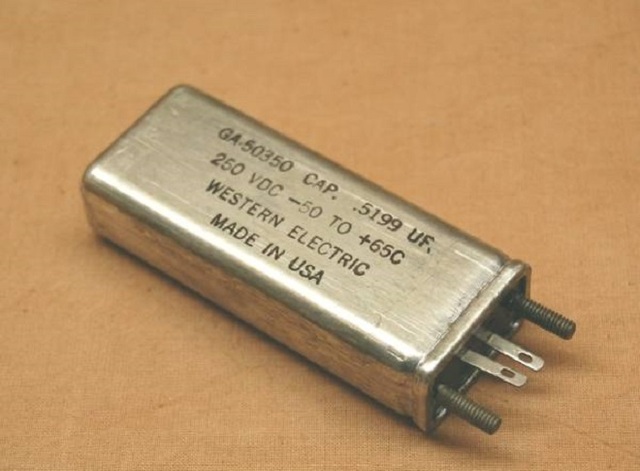 GA-50350 CAP. .5199 UF.
250 VDC -50 TO +65C
WESTERN ELECTRIC
MADE IN USA